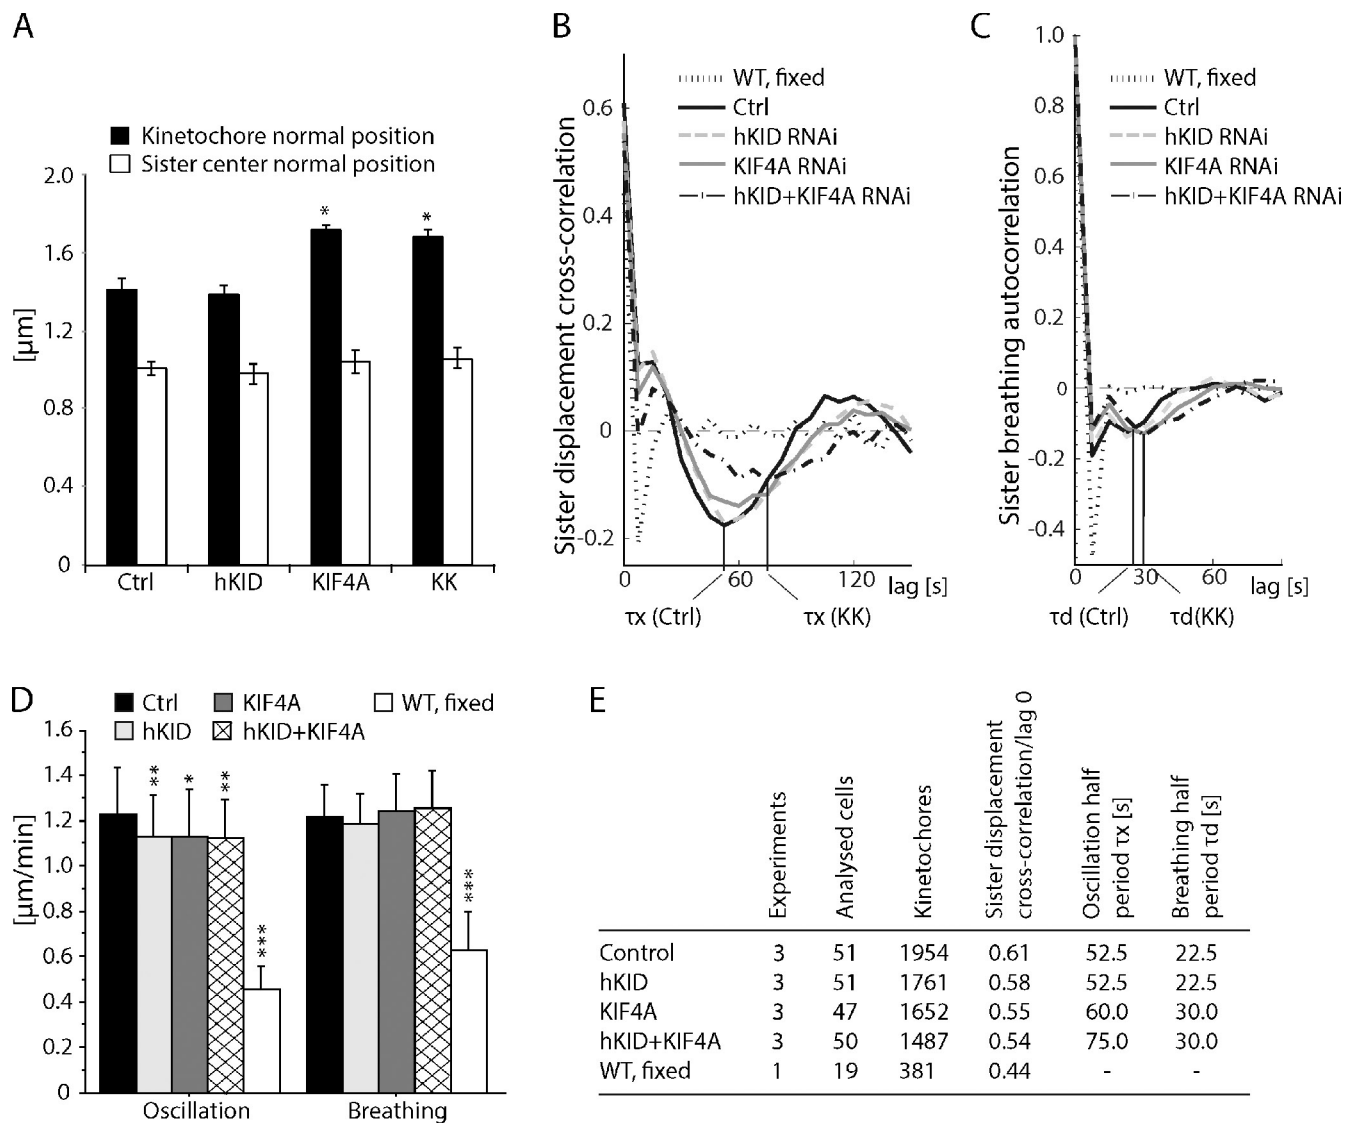 A
Kinetochore normal position
Sister center normal position
[µm]
2.0
1.6
1.2
0.8
0.4
0
* *
Ctrl hKID KIF4A KK
B
Sister displacement cross-correlation
WT, fixed
Ctrl
hKID RNAi
KIF4A RNAi
hKID+KIF4A RNAi
0.6
0.4
0.2
0
-0.2
0 60 120 lag [s]
τx (Ctrl) τx (KK)
C
Sister breathing autocorrelation
WT, fixed
Ctrl
hKID RNAi
KIF4A RNAi
hKID+KIF4A RNAi
1.0
0.8
0.6
0.4
0.2
0
-0.2
-0.4
0 30 60 lag [s]
τd (Ctrl) τd(KK)
D
Ctrl KIF4A WT, fixed
hKID hKID+KIF4A
[µm/min]
1.6
1.4
1.2
1.0
0.8
0.6
0.4
0.2
0
** * ** *** ***
Oscillation Breathing
E
Experiments
Analysed cells
Kinetochores
Sister displacement
cross-correlation/lag 0
Oscillation half
period τx [s]
Breathing half
period τd [s]
Control 3 51 1954 0.61 52.5 22.5
hKID 3 51 1761 0.58 52.5 22.5
KIF4A 3 47 1652 0.55 60.0 30.0
hKID+KIF4A 3 50 1487 0.54 75.0 30.0
WT, fixed 1 19 381 0.44 - -